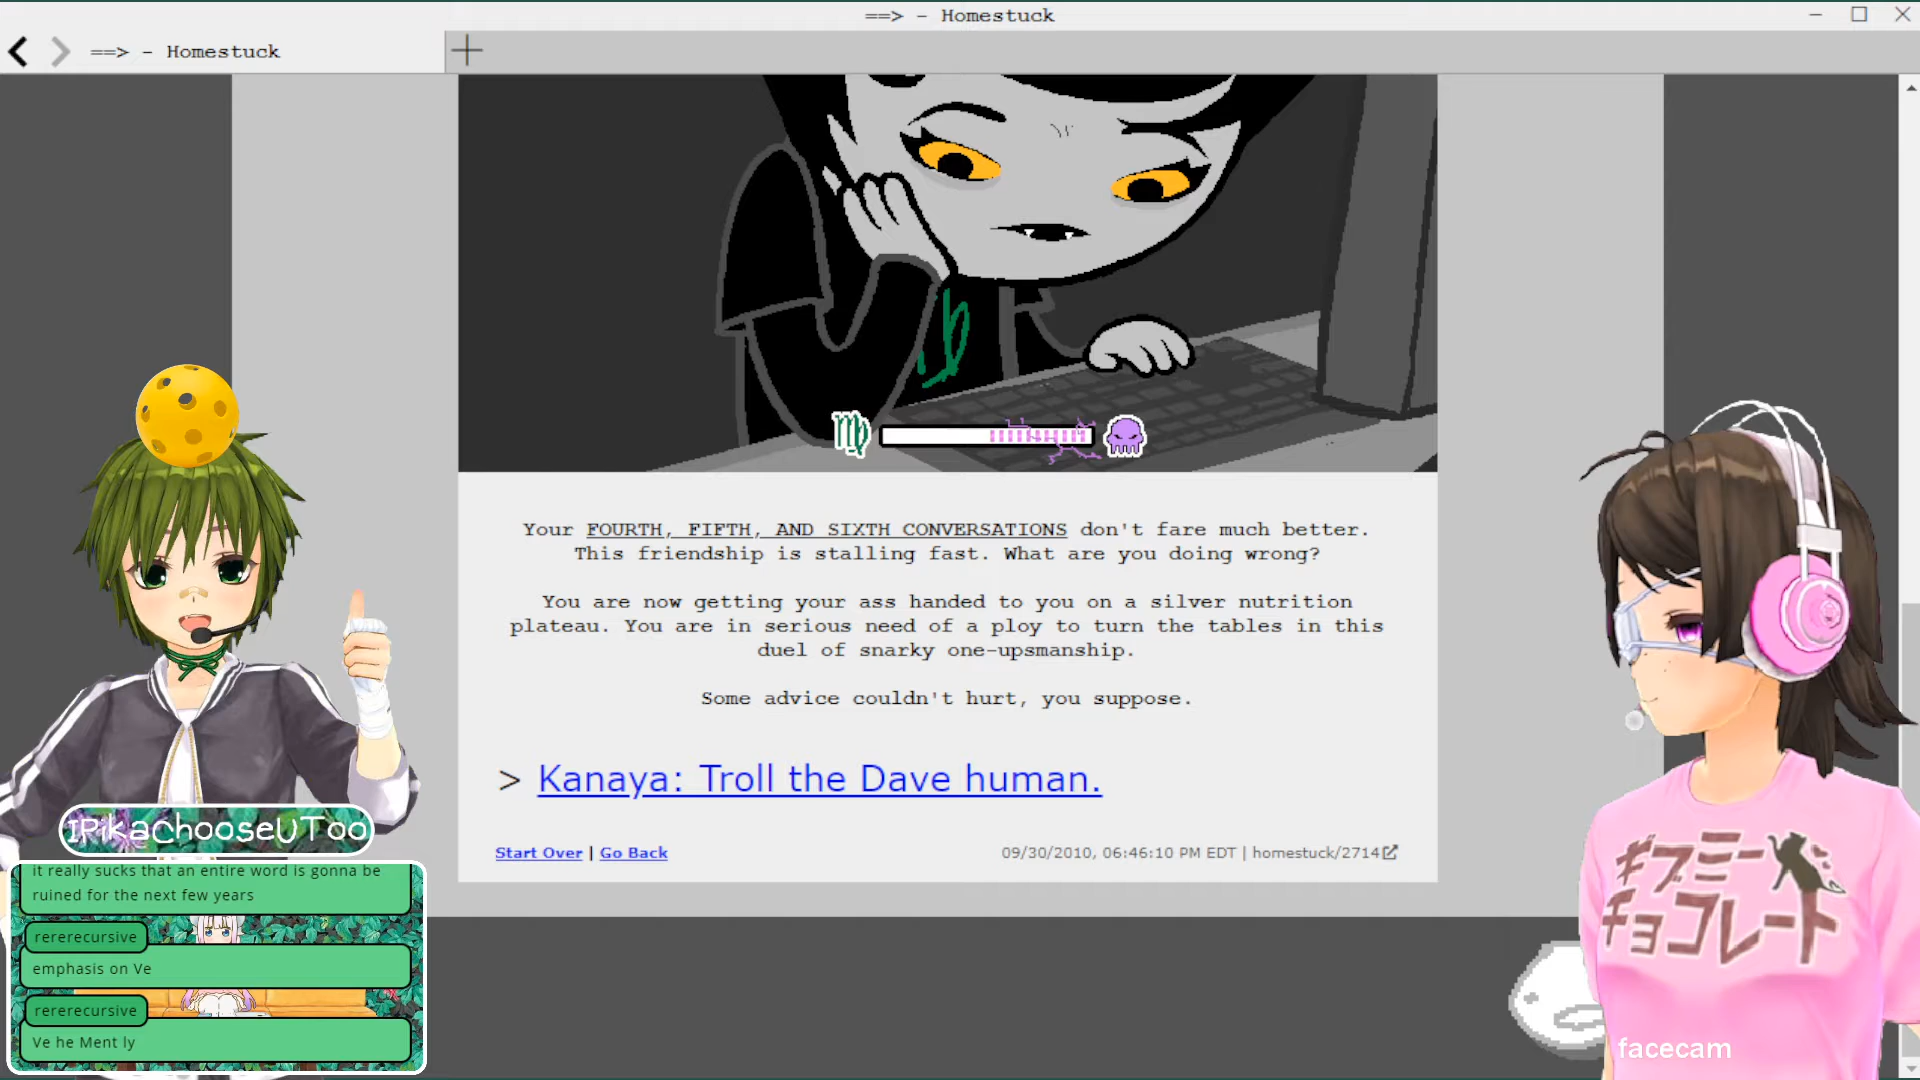 ==> - Homestuck
==> - Homestuck
Your FOURTH, FIFTH, AND SIXTH CONVERSATIONS don't fare much better.
This friendship is stalling fast. What are you doing wrong?
You are now getting your ass handed to you on a silver nutrition
plateau. You are in serious need of a ploy to turn the tables in this
duel of snarky one-upsmanship.
Some advice couldn't hurt, you suppose.
> Kanaya: Troll the Dave human.
Start Over | Go Back
09/30/2010, 06:46:10 PM EDT | homestuck/2714
IPikachooseUToo
it really sucks that an entire word is gonna be
ruined for the next few years
rererecursive
emphasis on Ve
rererecursive
Ve he Ment ly
ギブミー
チョコレート
facecam